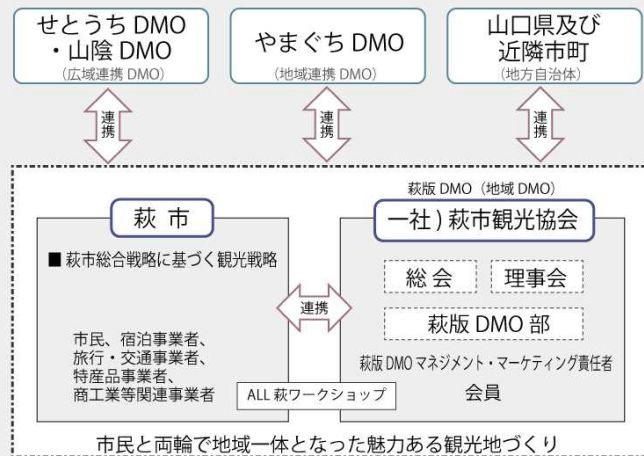 せとうち DMO
・山陰 DMO
（広域連携 DMO）
やまぐち DMO
（地域連携 DMO）
山口県及び
近隣市町
（地方自治体）
連携
連携
連携
萩版 DMO（地域 DMO）
萩 市
■ 萩市総合戦略に基づく観光戦略
市民、宿泊事業者、
旅行・交通事業者、
特産品事業者、
商工業等関連事業者
連携
一社）萩市観光協会
総 会
理事会
萩版 DMO 部
萩版 DMO マネジメント・マーケティング責任者
会員
ALL 萩ワークショップ
市民と両輪で地域一体となった魅力ある観光地づくり